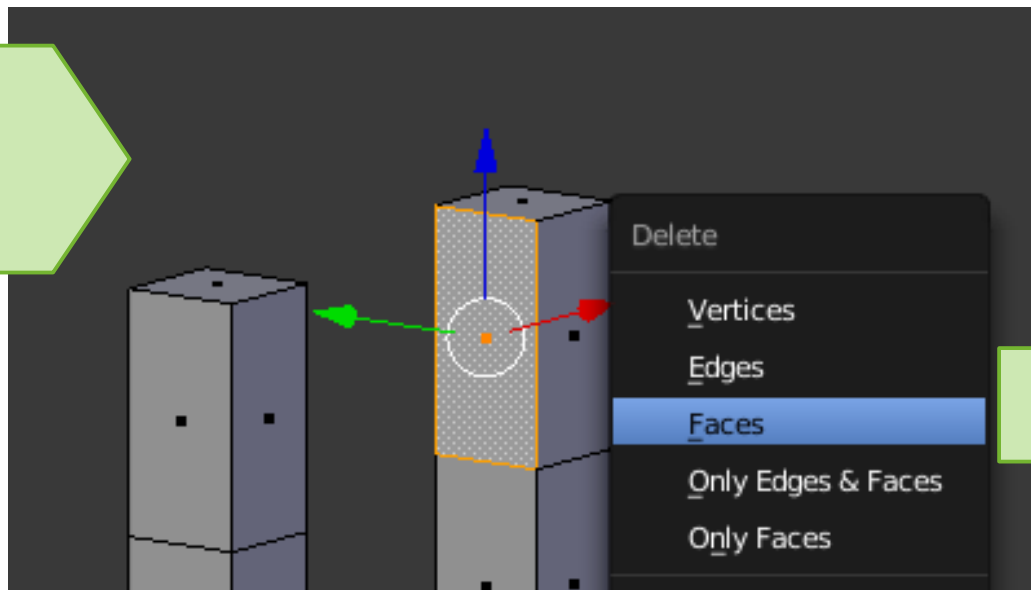 Delete
Vertices
Edges
Faces
Only Edges & Faces
Only Faces